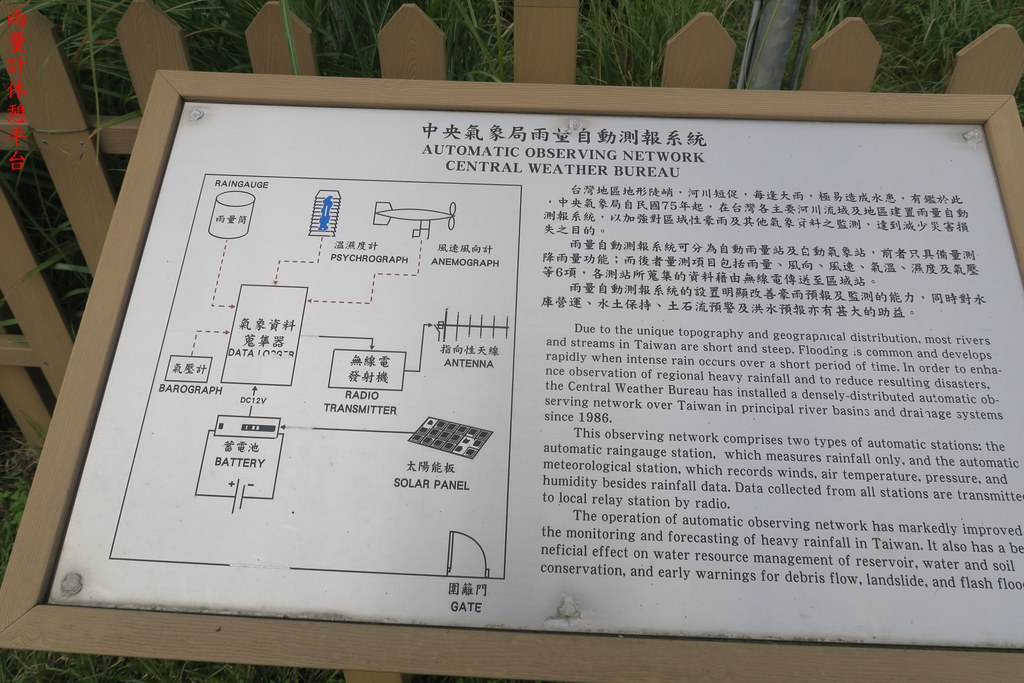 雨量計休憩平台
中央氣象局雨量自動測報系統
AUTOMATIC OBSERVING NETWORK
CENTRAL WEATHER BUREAU
RAINGAUGE
雨量筒
溫濕度計
PSYCHROGRAPH
風速風向計
ANEMOGRAPH
氣象資料
蒐集器
DATA LOGGER
氣壓計
BAROGRAPH
無線電
發射機
RADIO
TRANSMITTER
指向性天線
ANTENNA
DC12V
蓄電池
BATTERY
+ −
太陽能板
SOLAR PANEL
圍籬門
GATE
台灣地區地形陡峭，河川短促，每逢大雨，極易造成水患，有鑑於此
，中央氣象局自民國75年起，在台灣各主要河川流域及地區建置雨量自動
測報系統，以加強對區域性豪雨及其他氣象資料之監測，達到減少災害損
失之目的。
雨量自動測報系統可分為自動雨量站及自動氣象站，前者只具備量測
降雨量功能；而後者量測項目包括雨量、風向、風速、氣溫、濕度及氣壓
等6項，各測站所蒐集的資料藉由無線電傳送至區域站。
雨量自動測報系統的設置明顯改善豪雨預報及監測的能力，同時對水
庫營運、水土保持、土石流預警及洪水預報亦有甚大的助益。
Due to the unique topography and geographical distribution, most rivers
and streams in Taiwan are short and steep. Flooding is common and develops
rapidly when intense rain occurs over a short period of time. In order to enha-
nce observation of regional heavy rainfall and to reduce resulting disasters,
the Central Weather Bureau has installed a densely-distributed automatic ob-
serving network over Taiwan in principal river basins and drainage systems
since 1986.
This observing network comprises two types of automatic stations: the
automatic raingauge station, which measures rainfall only, and the automatic
meteorological station, which records winds, air temperature, pressure, and
humidity besides rainfall data. Data collected from all stations are transmitte
to local relay station by radio.
The operation of automatic observing network has markedly improved
the monitoring and forecasting of heavy rainfall in Taiwan. It also has a be
neficial effect on water resource management of reservoir, water and soil
conservation, and early warnings for debris flow, landslide, and flash floo